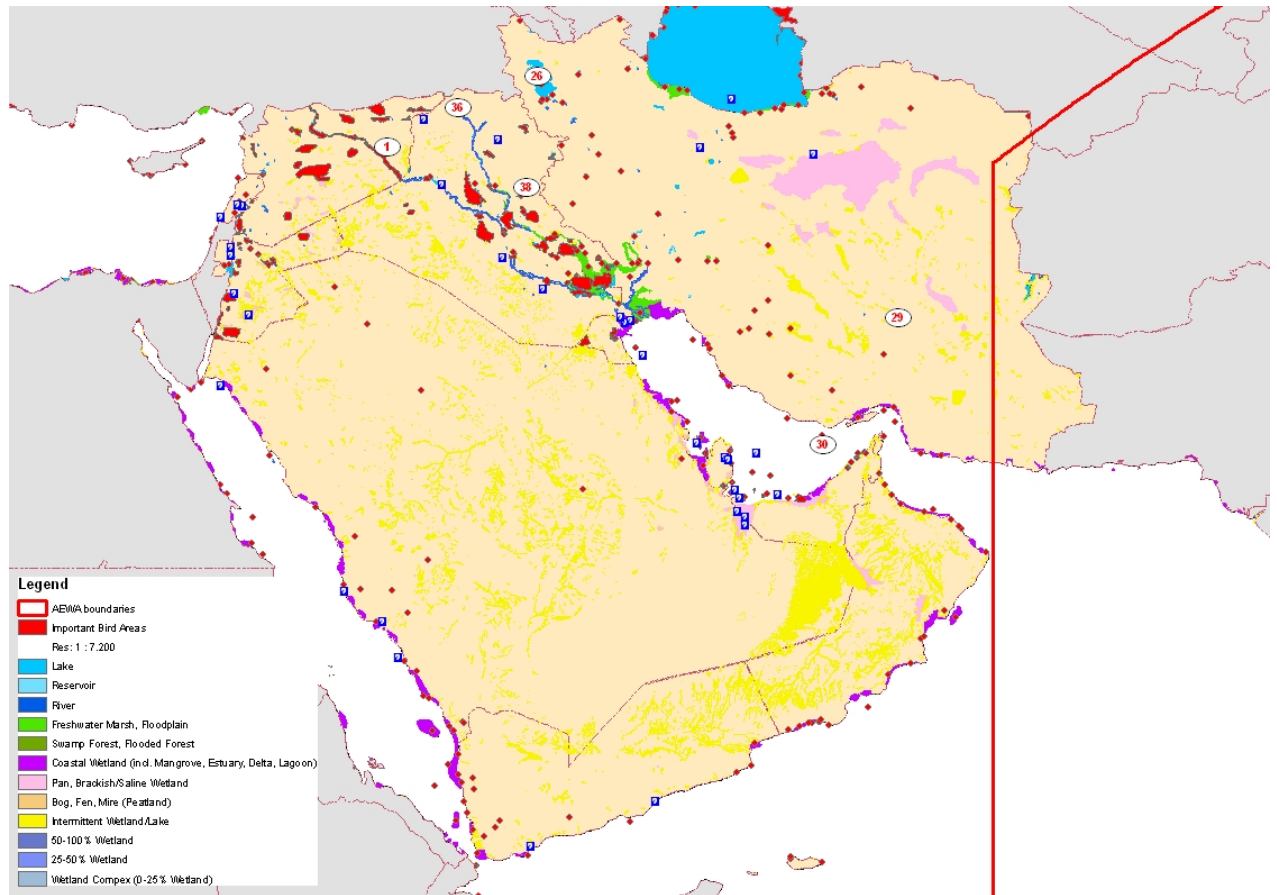 26
36
1
38
29
30
Legend
AEWA boundaries
Important Bird Areas
Res: 1 : 7.200
Lake
Reservoir
River
Freshwater Marsh, Floodplain
Swamp Forest, Flooded Forest
Coastal Wetland (incl. Mangrove, Estuary, Delta, Lagoon)
Pan, Brackish/Saline Wetland
Bog, Fen, Mire (Peatland)
Intermittent Wetland/Lake
50-100% Wetland
25-50% Wetland
Wetland Compex (0-25% Wetland)